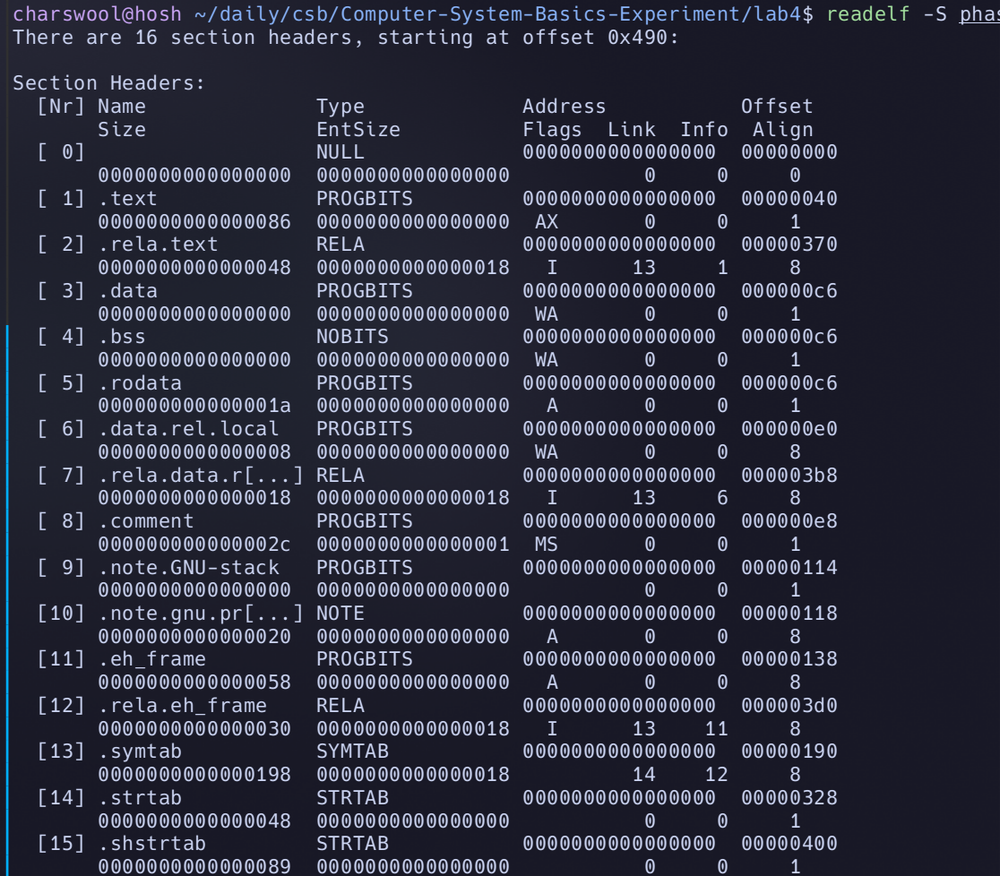 charswool@hosh ~/daily/csb/Computer-System-Basics-Experiment/lab4$ readelf -S phas
There are 16 section headers, starting at offset 0x490:

Section Headers:
  [Nr] Name              Type             Address           Offset
       Size              EntSize          Flags  Link  Info  Align
  [ 0]                   NULL             0000000000000000  00000000
       0000000000000000  0000000000000000           0     0     0
  [ 1] .text             PROGBITS         0000000000000000  00000040
       0000000000000086  0000000000000000  AX       0     0     1
  [ 2] .rela.text        RELA             0000000000000000  00000370
       0000000000000048  0000000000000018   I      13     1     8
  [ 3] .data             PROGBITS         0000000000000000  000000c6
       0000000000000000  0000000000000000  WA       0     0     1
  [ 4] .bss              NOBITS           0000000000000000  000000c6
       0000000000000000  0000000000000000  WA       0     0     1
  [ 5] .rodata           PROGBITS         0000000000000000  000000c6
       000000000000001a  0000000000000000   A       0     0     1
  [ 6] .data.rel.local   PROGBITS         0000000000000000  000000e0
       0000000000000008  0000000000000000  WA       0     0     8
  [ 7] .rela.data.r[...] RELA             0000000000000000  000003b8
       0000000000000018  0000000000000018   I      13     6     8
  [ 8] .comment          PROGBITS         0000000000000000  000000e8
       000000000000002c  0000000000000001  MS       0     0     1
  [ 9] .note.GNU-stack   PROGBITS         0000000000000000  00000114
       0000000000000000  0000000000000000           0     0     1
  [10] .note.gnu.pr[...] NOTE             0000000000000000  00000118
       0000000000000020  0000000000000000   A       0     0     8
  [11] .eh_frame         PROGBITS         0000000000000000  00000138
       0000000000000058  0000000000000000   A       0     0     8
  [12] .rela.eh_frame    RELA             0000000000000000  000003d0
       0000000000000030  0000000000000018   I      13    11     8
  [13] .symtab           SYMTAB           0000000000000000  00000190
       0000000000000198  0000000000000018          14    12     8
  [14] .strtab           STRTAB           0000000000000000  00000328
       0000000000000048  0000000000000000           0     0     1
  [15] .shstrtab         STRTAB           0000000000000000  00000400
       0000000000000089  0000000000000000           0     0     1